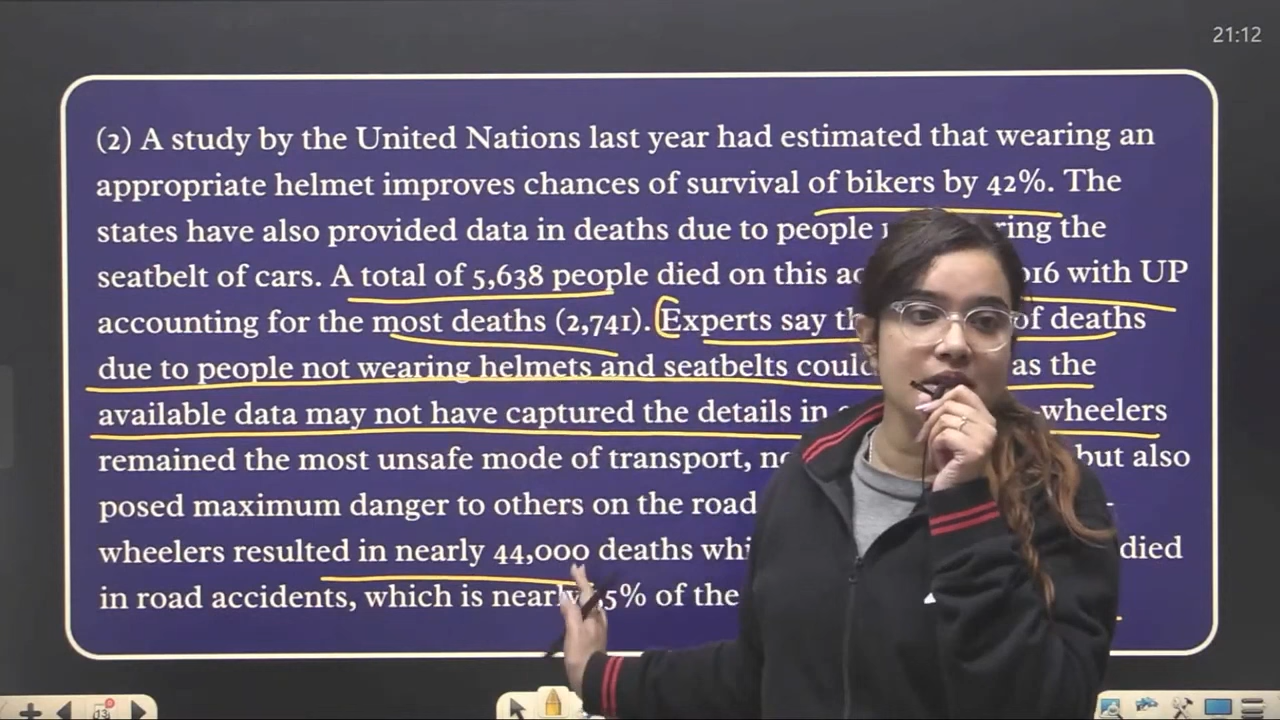 21:12
(2) A study by the United Nations last year had estimated that wearing an
appropriate helmet improves chances of survival of bikers by 42%. The
states have also provided data in deaths due to people the
seatbelt of cars. A total of 5,638 people died on this with UP
accounting for the most deaths (2,741). Experts say of deaths
due to people not wearing helmets and seatbelts as the
available data may not have captured the details in -wheelers
remained the most unsafe mode of transport, but also
posed maximum danger to others on the road
wheelers resulted in nearly 44,000 deaths died
in road accidents, which is nearly of the
13